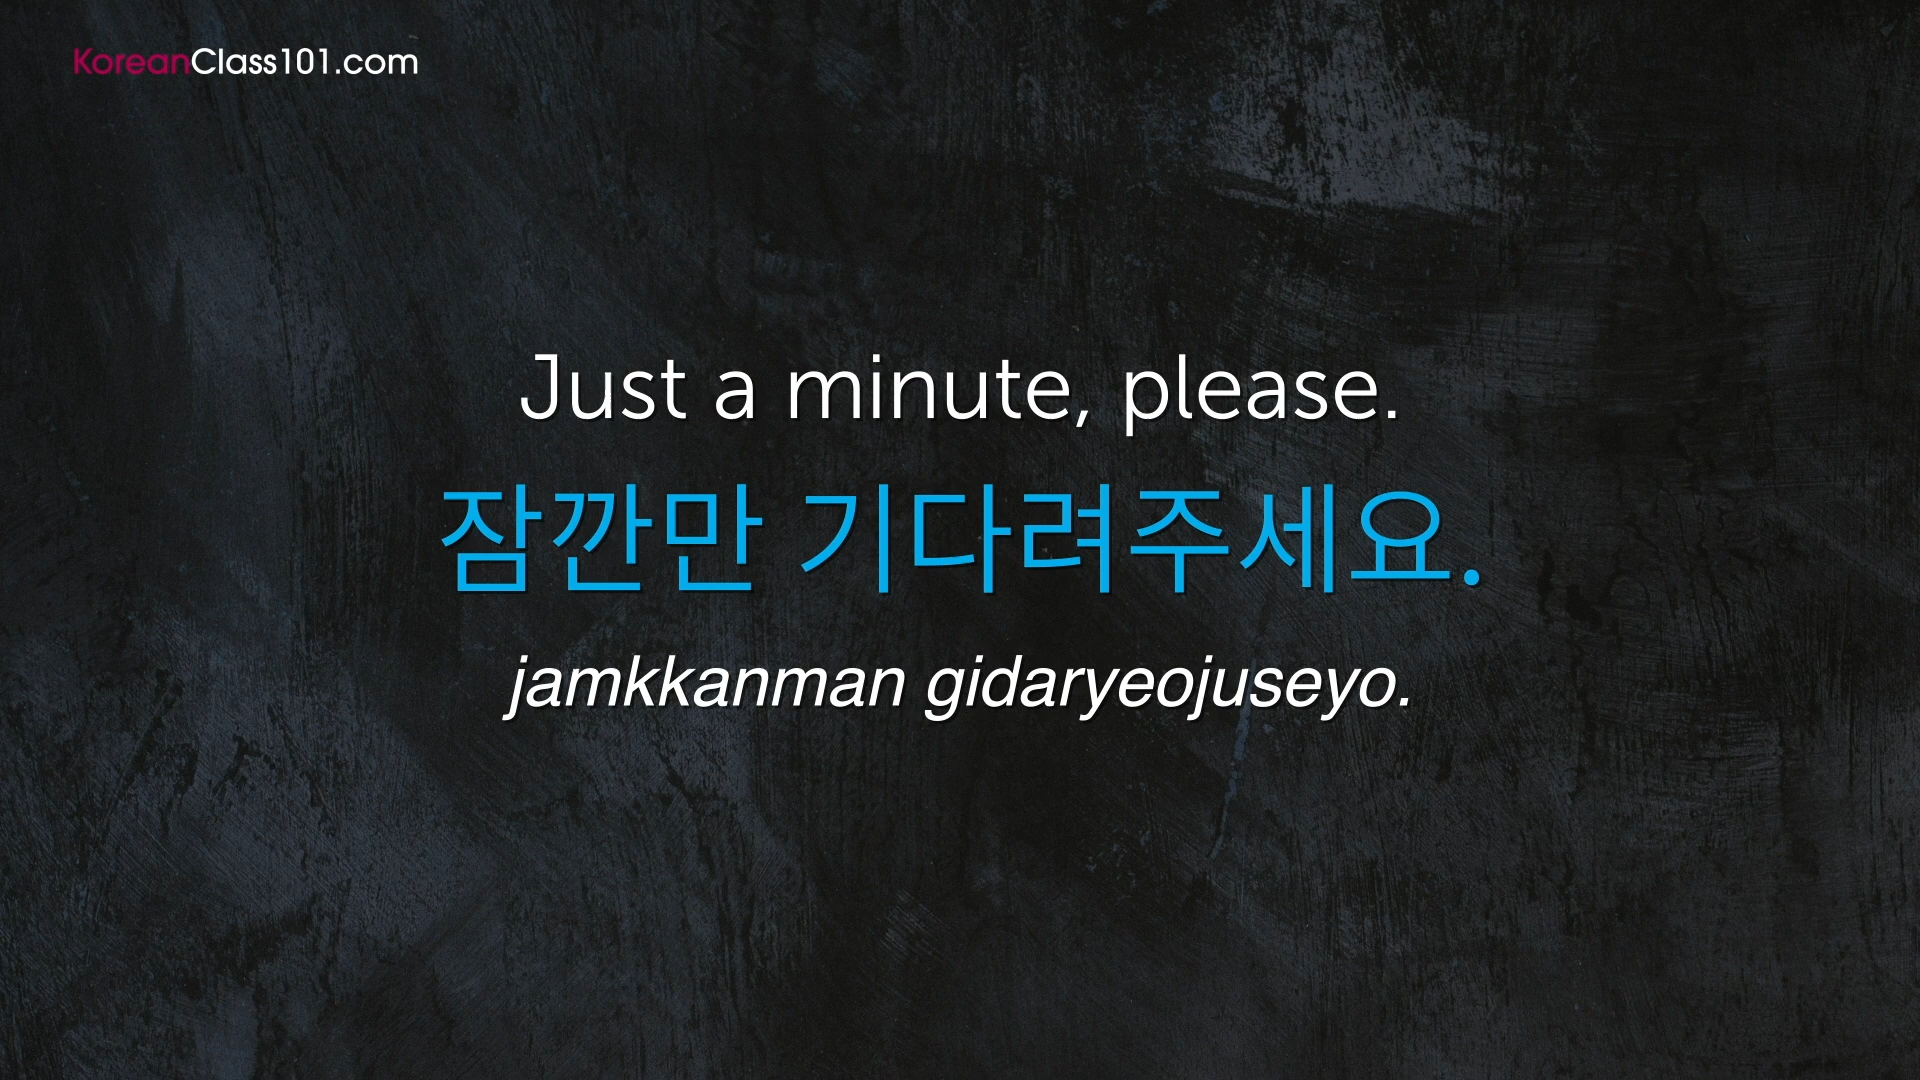 KoreanClass101.com
Just a minute, please.
잠깐만 기다려주세요.
jamkkanman gidaryeojuseyo.